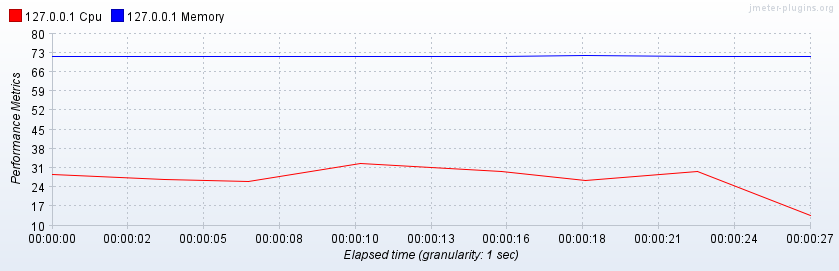 jmeter-plugins.org
127.0.0.1 Cpu 127.0.0.1 Memory
Performance Metrics
80
73
66
59
52
45
38
31
24
17
10
00:00:00 00:00:02 00:00:05 00:00:08 00:00:10 00:00:13 00:00:16 00:00:18 00:00:21 00:00:24 00:00:27
Elapsed time (granularity: 1 sec)